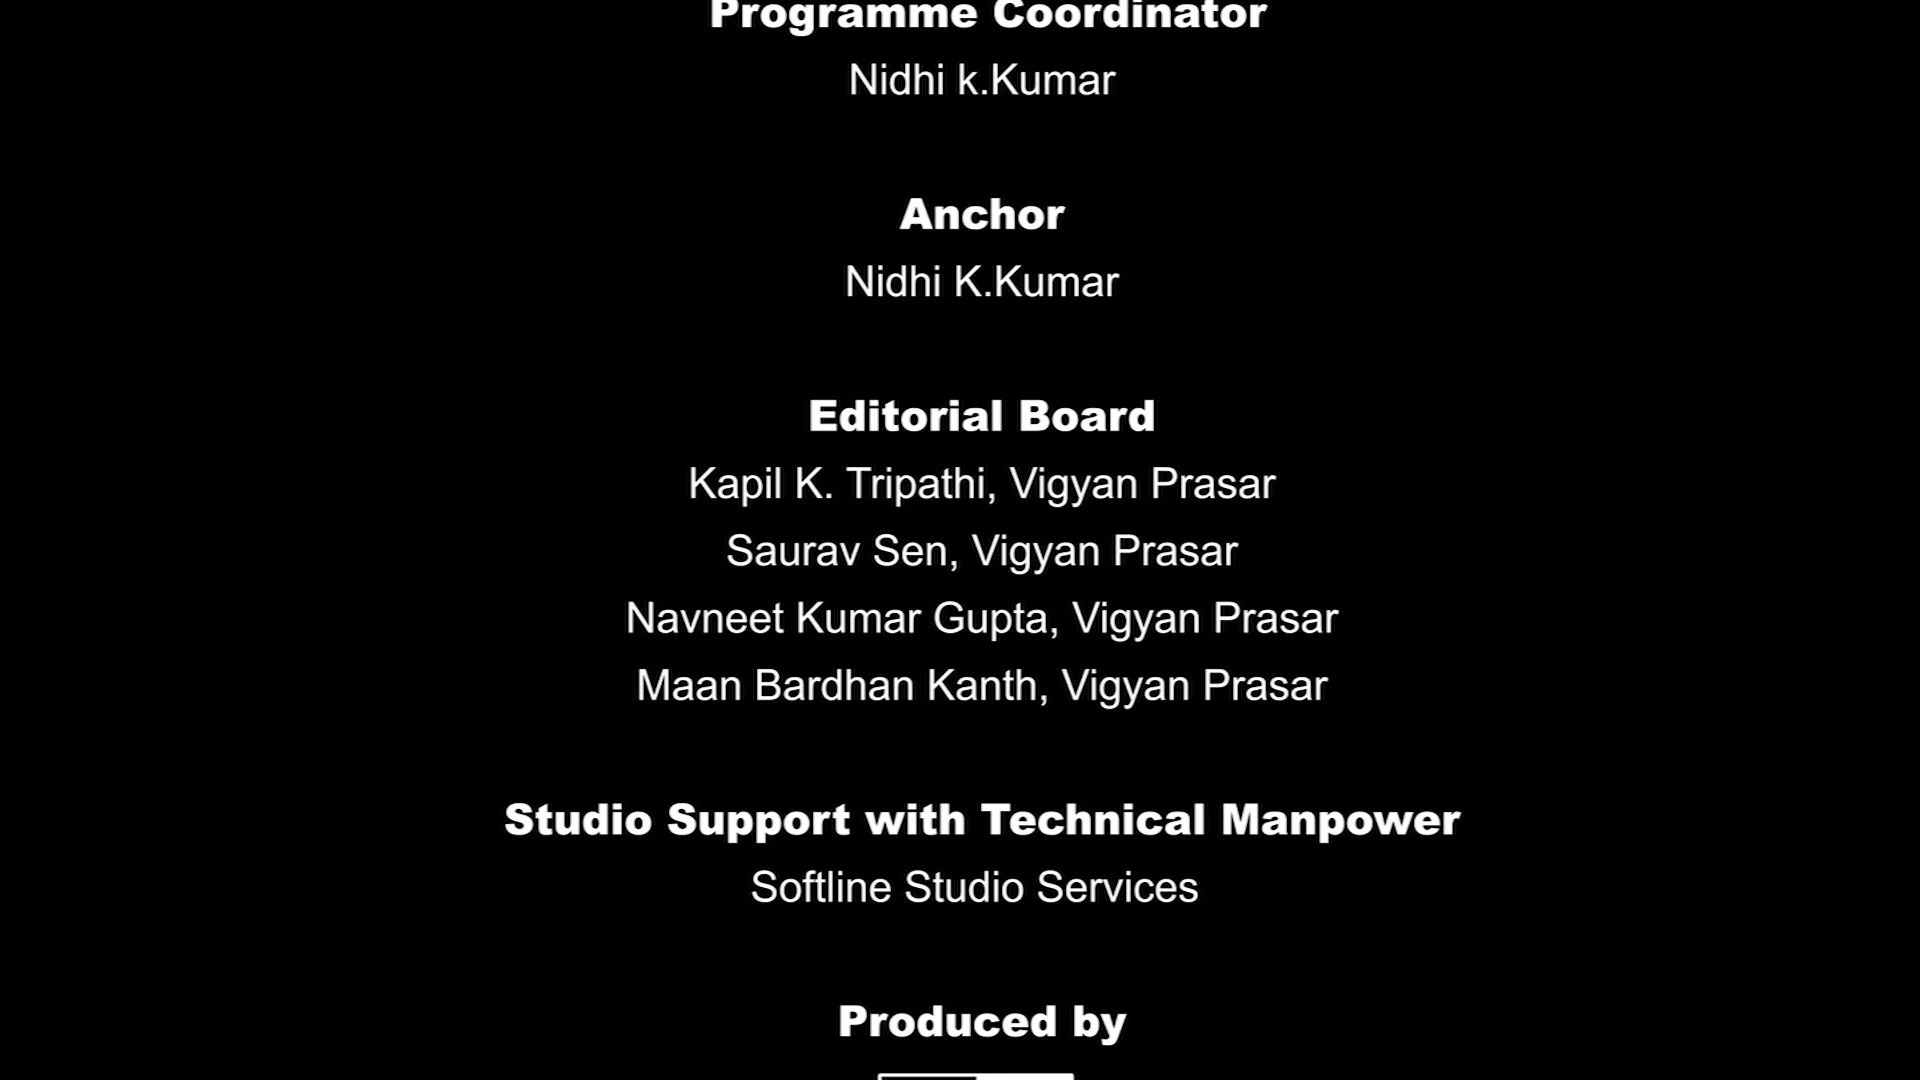 Programme Coordinator
Nidhi k.Kumar
Anchor
Nidhi K.Kumar
Editorial Board
Kapil K. Tripathi, Vigyan Prasar
Saurav Sen, Vigyan Prasar
Navneet Kumar Gupta, Vigyan Prasar
Maan Bardhan Kanth, Vigyan Prasar
Studio Support with Technical Manpower
Softline Studio Services
Produced by